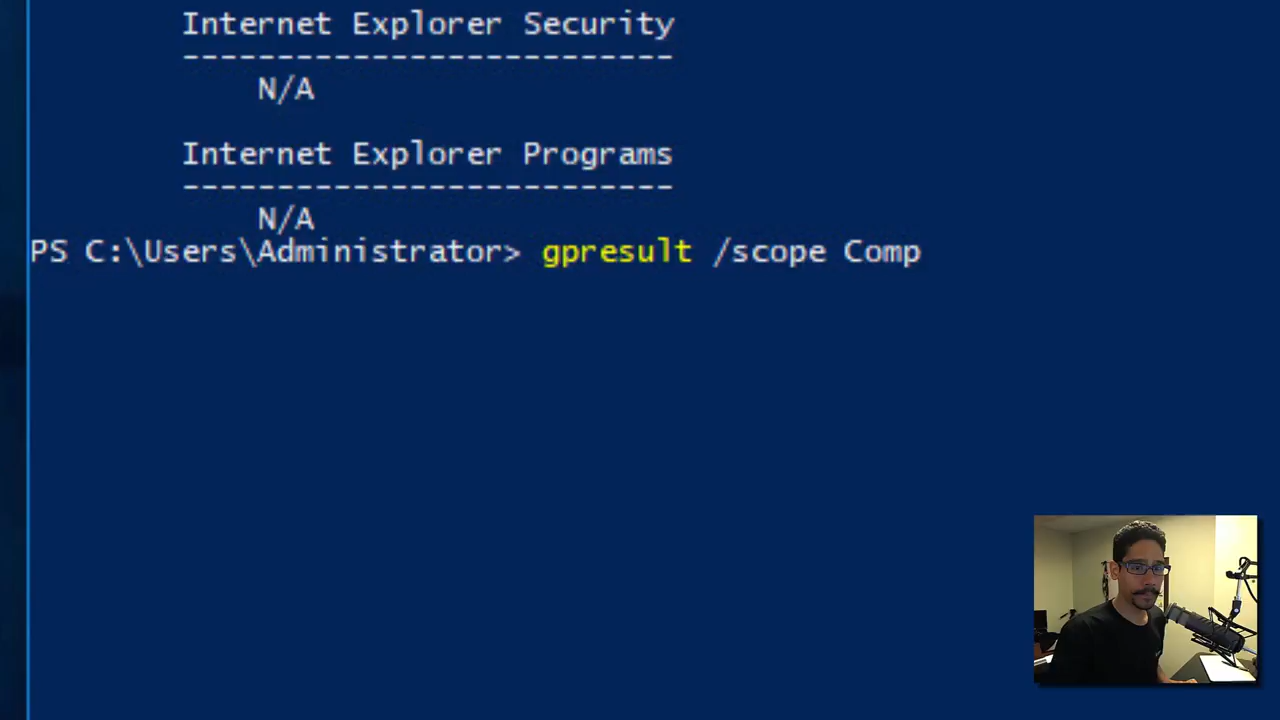 Internet Explorer Security
--------------------------
N/A
Internet Explorer Programs
--------------------------
N/A
PS C:\Users\Administrator> gpresult /scope Comp